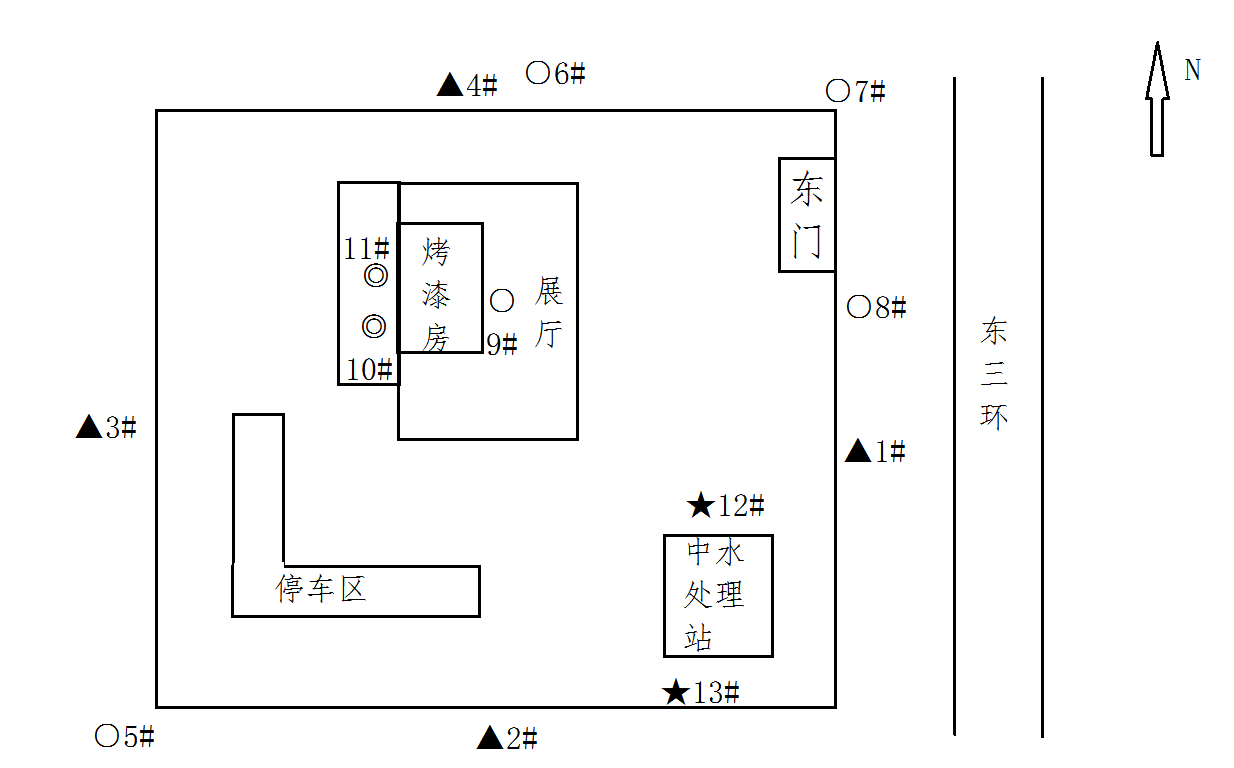 ▲4#
○6#
○7#
N
东
门
11#
◎
◎
10#
烤
漆
房
○
9#
展
厅
○8#
东
三
环
▲3#
▲1#
★12#
中水
处理
站
停车区
★13#
○5#
▲2#